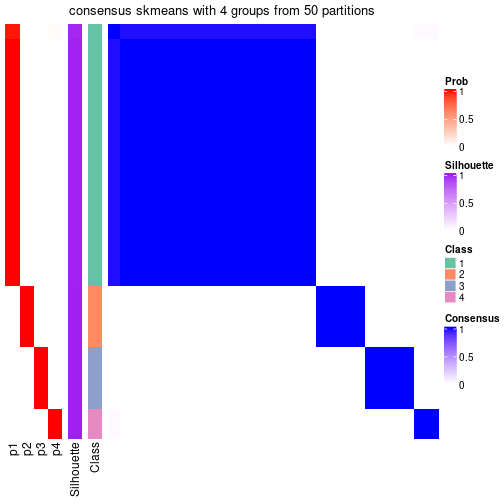 consensus skmeans with 4 groups from 50 partitions
Prob
1
0.5
0
Silhouette
1
0.5
0
Class
1
2
3
4
Consensus
1
0.5
0
p1
p2
p3
p4
Silhouette
Class